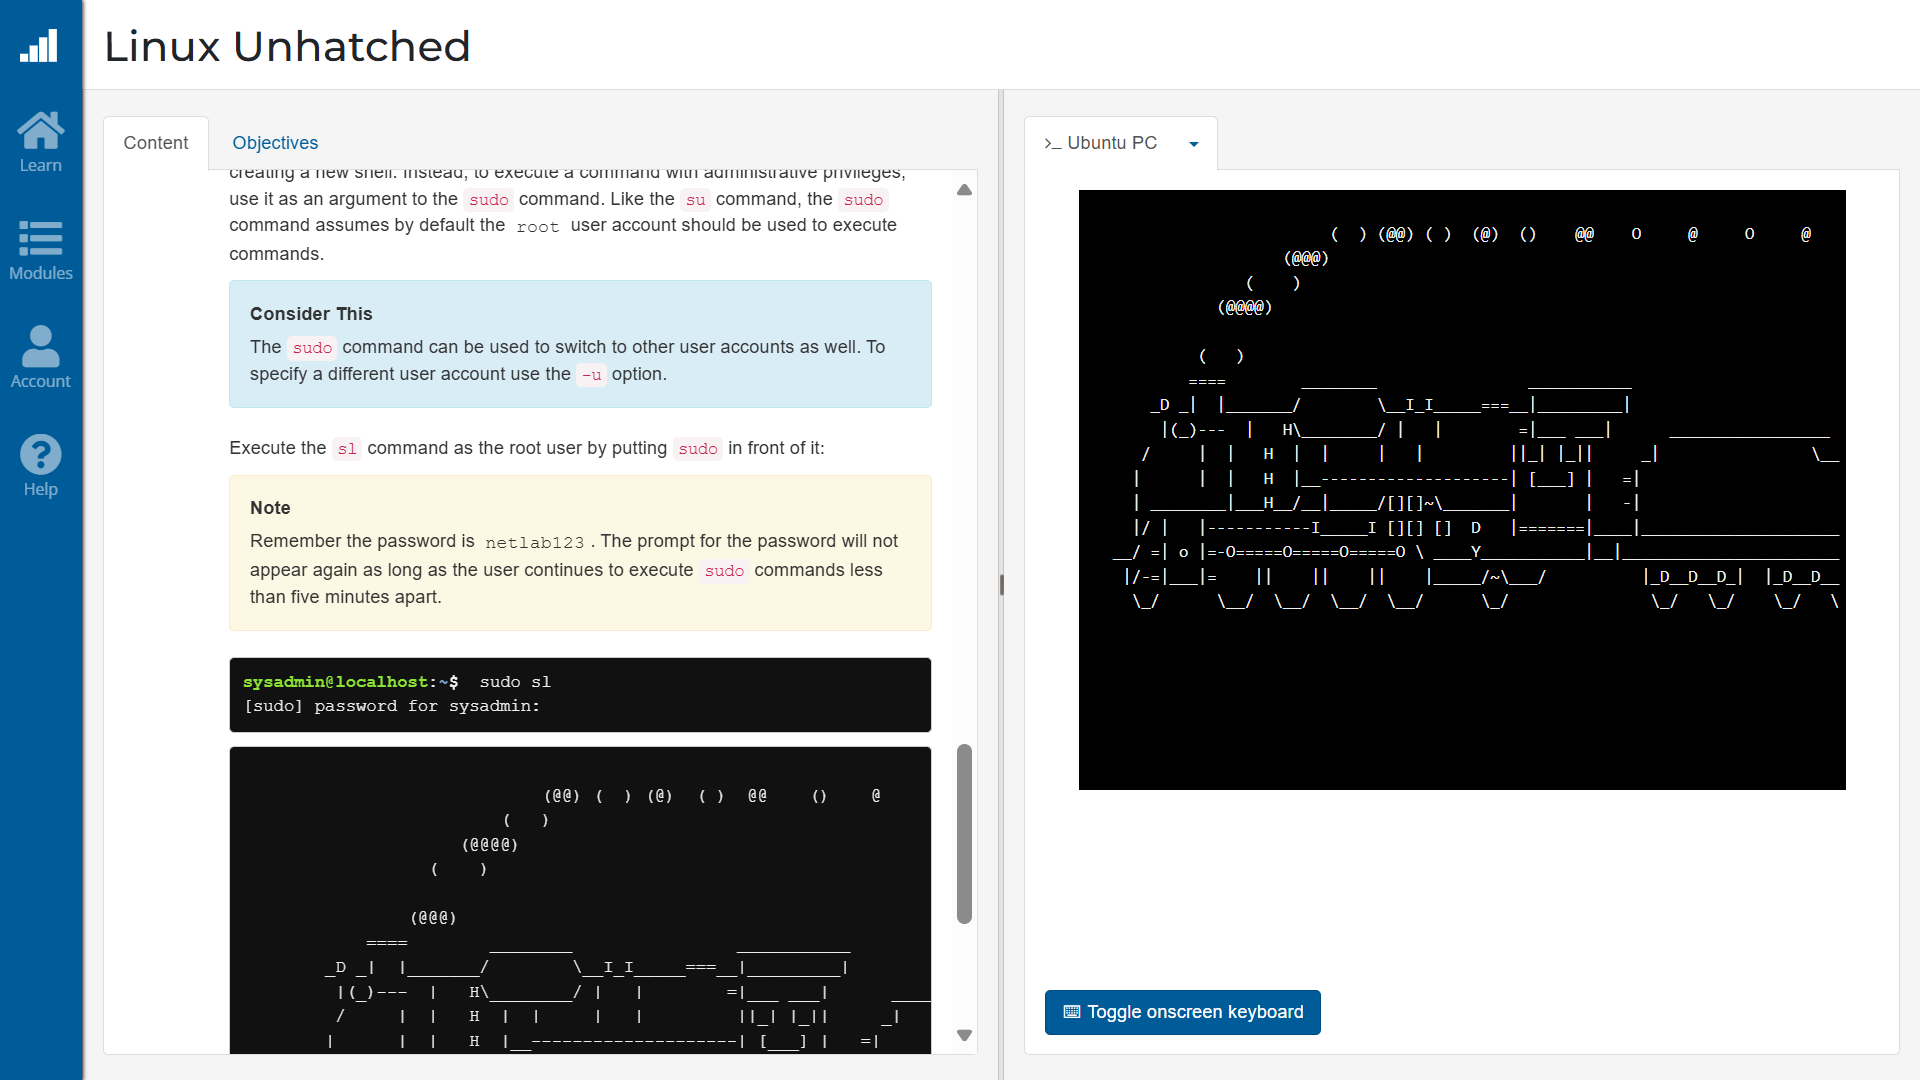 Linux Unhatched
Learn
Modules
Account
Help
Content
Objectives
creating a new shell. Instead, to execute a command with administrative privileges,
use it as an argument to the sudo command. Like the su command, the sudo
command assumes by default the root user account should be used to execute
commands.
Consider This
The sudo command can be used to switch to other user accounts as well. To
specify a different user account use the -u option.
Execute the sl command as the root user by putting sudo in front of it:
Note
Remember the password is netlab123. The prompt for the password will not
appear again as long as the user continues to execute sudo commands less
than five minutes apart.
sysadmin@localhost:~$ sudo sl
[sudo] password for sysadmin:
(@@) (  ) (@)  ( )  @@    ()    @
(   )
(@@@@)
(    )
(@@@)
====        ________                ___________
_D _|  |_______/        \__I_I_____===__|_________|
|(_)---  |   H\________/ |   |        =|___ ___|      ____
/     |  |   H  |  |     |   |         ||_| |_||     _|
|      |  |   H  |__--------------------| [___] |   =|
>_ Ubuntu PC
(  ) (@@) ( )  (@)  ()    @@    O     @     O     @
(@@@)
(    )
(@@@@)
(   )
====        ________                ___________
_D _|  |_______/        \__I_I_____===__|_________|
|(_)---  |   H\________/ |   |        =|___ ___|      _________________
/     |  |   H  |  |     |   |         ||_| |_||     _|                \__
|      |  |   H  |__--------------------| [___] |   =|
| ________|___H__/__|_____/[][]~\_______|       |   -|
|/ |   |-----------I_____I [][] []  D   |=======|____|_____________________
__/ =| o |=-O=====O=====O=====O \ ____Y___________|__|_______________________
|/-=|___|=    ||    ||    ||    |_____/~\___/          |_D__D__D_|  |_D__D__
\_/      \__/  \__/  \__/  \__/      \_/               \_/   \_/    \_/   \
Toggle onscreen keyboard